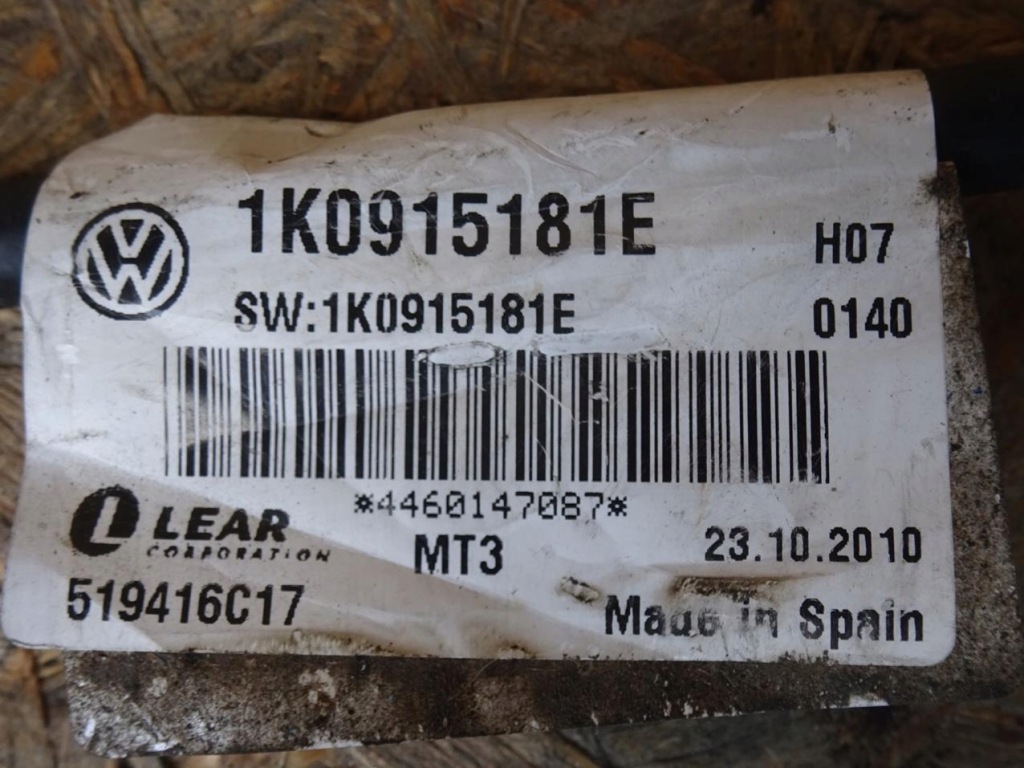 1K0915181E
H07
SW:1K0915181E
0140
*4460147087*
LEAR
CORPORATION
MT3
23.10.2010
519416C17
Made in Spain